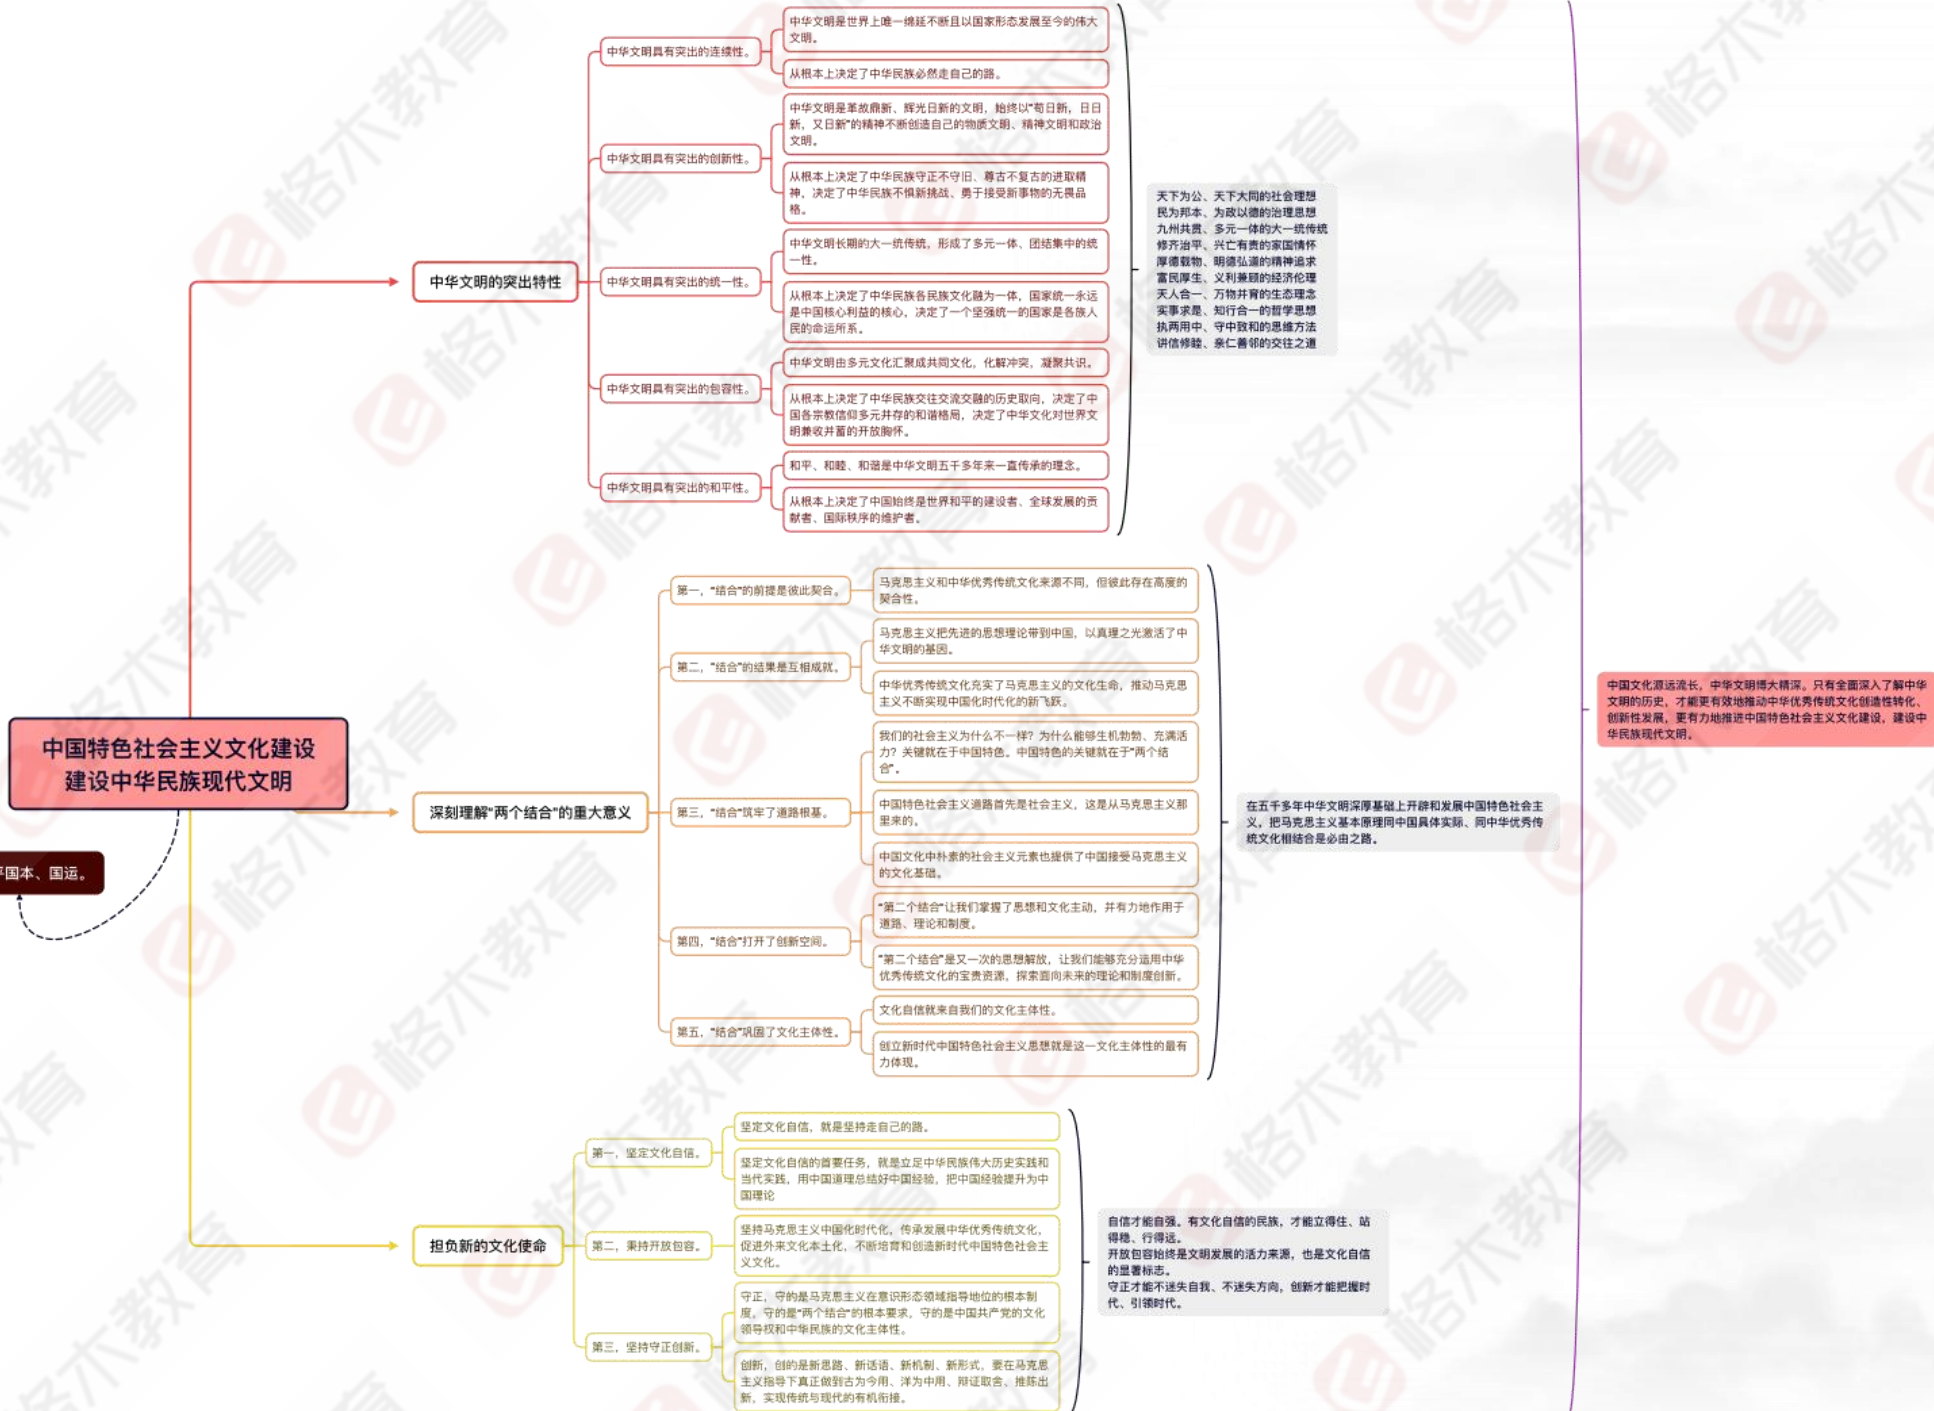 中国特色社会主义文化建设
建设中华民族现代文明
国本、国运。
中华文明的突出特性
中华文明具有突出的连续性。
中华文明是世界上唯一绵延不断且以国家形态发展至今的伟大
文明。
从根本上决定了中华民族必然走自己的路。
中华文明具有突出的创新性。
中华文明是革故鼎新、辉光日新的文明，始终以"苟日新，日日
新，又日新"的精神不断创造自己的物质文明、精神文明和政治
文明。
从根本上决定了中华民族守正不守旧、尊古不复古的进取精
神，决定了中华民族不惧新挑战、勇于接受新事物的无畏品
格。
中华文明具有突出的统一性。
中华文明长期的大一统传统，形成了多元一体、团结集中的统
一性。
从根本上决定了中华民族各民族文化融为一体，国家统一永远
是中国核心利益的核心，决定了一个坚强统一的国家是各族人
民的命运所系。
中华文明具有突出的包容性。
中华文明由多元文化汇聚成共同文化，化解冲突，凝聚共识。
从根本上决定了中华民族交往交流交融的历史取向，决定了中
国各宗教信仰多元并存的和谐格局，决定了中华文化对世界文
明兼收并蓄的开放胸怀。
中华文明具有突出的和平性。
和平、和睦、和谐是中华文明五千多年来一直传承的理念。
从根本上决定了中国始终是世界和平的建设者、全球发展的贡
献者、国际秩序的维护者。
天下为公、天下大同的社会理想
民为邦本、为政以德的治理思想
九州共贯、多元一体的大一统传统
修齐治平、兴亡有责的家国情怀
厚德载物、明德弘道的精神追求
富民厚生、义利兼顾的经济伦理
天人合一、万物并育的生态理念
实事求是、知行合一的哲学思想
执两用中、守中致和的思维方法
讲信修睦、亲仁善邻的交往之道
深刻理解"两个结合"的重大意义
第一，"结合"的前提是彼此契合。
马克思主义和中华优秀传统文化来源不同，但彼此存在高度的
契合性。
第二，"结合"的结果是互相成就。
马克思主义把先进的思想理论带到中国，以真理之光激活了中
华文明的基因。
中华优秀传统文化充实了马克思主义的文化生命，推动马克思
主义不断实现中国化时代化的新飞跃。
第三，"结合"筑牢了道路根基。
我们的社会主义为什么不一样？为什么能够生机勃勃、充满活
力？关键就在于中国特色。中国特色的关键就在于"两个结
合"。
中国特色社会主义道路首先是社会主义，这是从马克思主义那
里来的。
中国文化中朴素的社会主义元素也提供了中国接受马克思主义
的文化基础。
第四，"结合"打开了创新空间。
"第二个结合"让我们掌握了思想和文化主动，并有力地作用于
道路、理论和制度。
"第二个结合"是又一次的思想解放，让我们能够充分运用中华
优秀传统文化的宝贵资源，探索面向未来的理论和制度创新。
第五，"结合"巩固了文化主体性。
文化自信就来自我们的文化主体性。
创立新时代中国特色社会主义思想就是这一文化主体性的最有
力体现。
在五千多年中华文明深厚基础上开辟和发展中国特色社会主
义，把马克思主义基本原理同中国具体实际、同中华优秀传
统文化相结合是必由之路。
担负新的文化使命
第一，坚定文化自信。
坚定文化自信，就是坚持走自己的路。
坚定文化自信的首要任务，就是立足中华民族伟大历史实践和
当代实践，用中国道理总结好中国经验，把中国经验提升为中
国理论
第二，秉持开放包容。
坚持马克思主义中国化时代化，传承发展中华优秀传统文化，
促进外来文化本土化，不断培育和创造新时代中国特色社会主
义文化。
第三，坚持守正创新。
守正，守的是马克思主义在意识形态领域指导地位的根本制
度，守的是"两个结合"的根本要求，守的是中国共产党的文化
领导权和中华民族的文化主体性。
创新，创的是新思路、新话语、新机制、新形式，要在马克思
主义指导下真正做到古为今用、洋为中用、辩证取舍、推陈出
新，实现传统与现代的有机衔接。
自信才能自强。有文化自信的民族，才能立得住、站
得稳、行得远。
开放包容始终是文明发展的活力来源，也是文化自信
的显著标志。
守正才能不迷失自我、不迷失方向，创新才能把握时
代、引领时代。
中国文化源远流长，中华文明博大精深。只有全面深入了解中华
文明的历史，才能更有效地推动中华优秀传统文化创造性转化、
创新性发展，更有力地推进中国特色社会主义文化建设，建设中
华民族现代文明。
格木教育